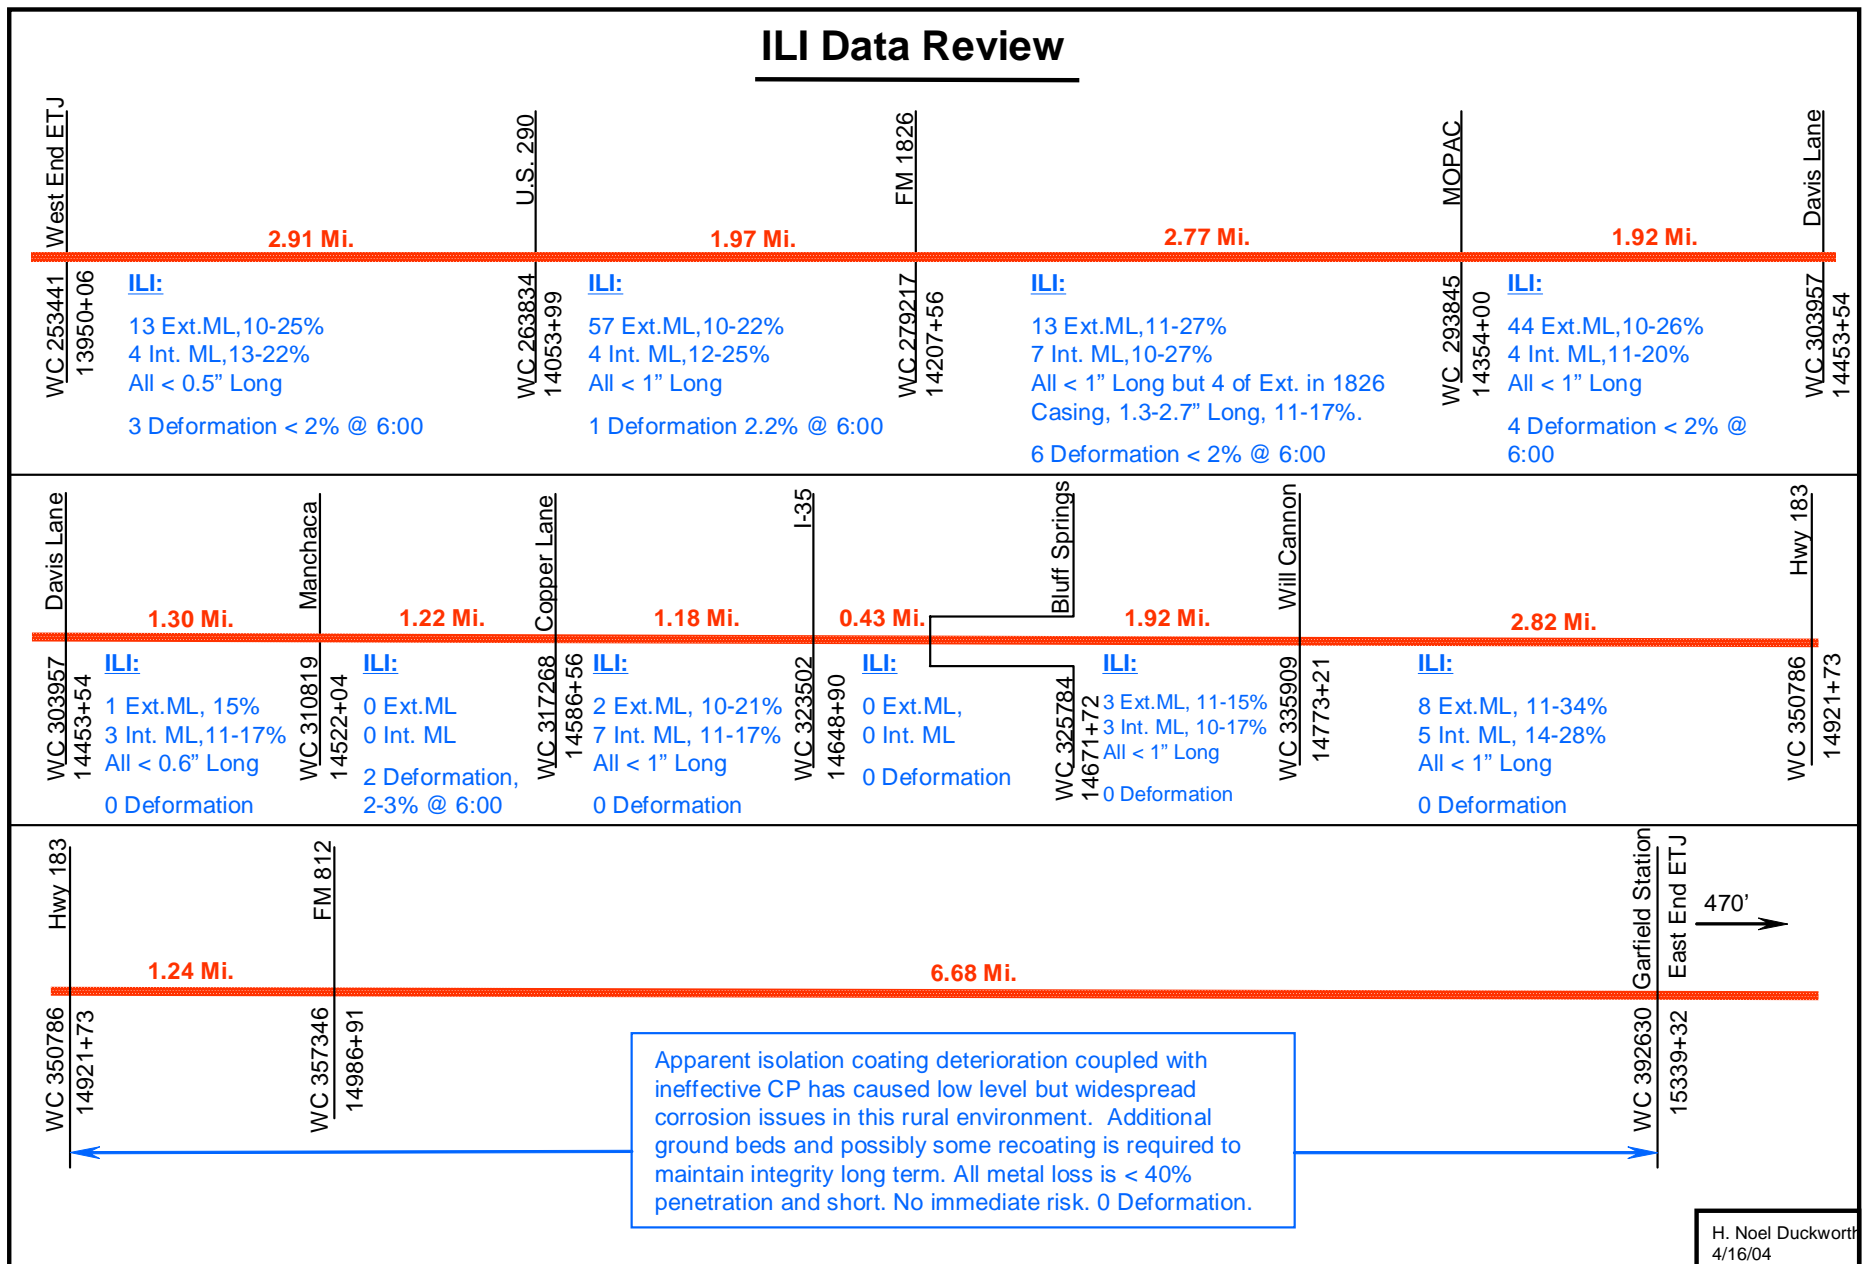 ILI Data Review
West End ETJ
U.S. 290
FM 1826
MOPAC
Davis Lane
2.91 Mi.
1.97 Mi.
2.77 Mi.
1.92 Mi.
WC 253441
13950+06
ILI:
13 Ext.ML,10-25%
4 Int. ML,13-22%
All < 0.5” Long
3 Deformation < 2% @ 6:00
WC 263834
14053+99
ILI:
57 Ext.ML,10-22%
4 Int. ML,12-25%
All < 1” Long
1 Deformation 2.2% @ 6:00
WC 279217
14207+56
ILI:
13 Ext.ML,11-27%
7 Int. ML,10-27%
All < 1” Long but 4 of Ext. in 1826
Casing, 1.3-2.7” Long, 11-17%.
6 Deformation < 2% @ 6:00
WC 293845
14354+00
ILI:
44 Ext.ML,10-26%
4 Int. ML,11-20%
All < 1” Long
4 Deformation < 2% @
6:00
WC 303957
14453+54
Davis Lane
Manchaca
Copper Lane
I-35
Bluff Springs
Will Cannon
Hwy 183
1.30 Mi.
1.22 Mi.
1.18 Mi.
0.43 Mi.
1.92 Mi.
2.82 Mi.
WC 303957
14453+54
ILI:
1 Ext.ML, 15%
3 Int. ML,11-17%
All < 0.6” Long
0 Deformation
WC 310819
14522+04
ILI:
0 Ext.ML
0 Int. ML
2 Deformation,
2-3% @ 6:00
WC 317268
14586+56
ILI:
2 Ext.ML, 10-21%
7 Int. ML, 11-17%
All < 1” Long
0 Deformation
WC 323502
14648+90
ILI:
0 Ext.ML,
0 Int. ML
0 Deformation
WC 325784
14671+72
ILI:
3 Ext.ML, 11-15%
3 Int. ML, 10-17%
All < 1” Long
0 Deformation
WC 335909
14773+21
ILI:
8 Ext.ML, 11-34%
5 Int. ML, 14-28%
All < 1” Long
0 Deformation
WC 350786
14921+73
Hwy 183
FM 812
Garfield Station
East End ETJ
470’
1.24 Mi.
6.68 Mi.
WC 350786
14921+73
WC 357346
14986+91
WC 392630
15339+32
Apparent isolation coating deterioration coupled with
ineffective CP has caused low level but widespread
corrosion issues in this rural environment. Additional
ground beds and possibly some recoating is required to
maintain integrity long term. All metal loss is < 40%
penetration and short. No immediate risk. 0 Deformation.
H. Noel Duckworth
4/16/04